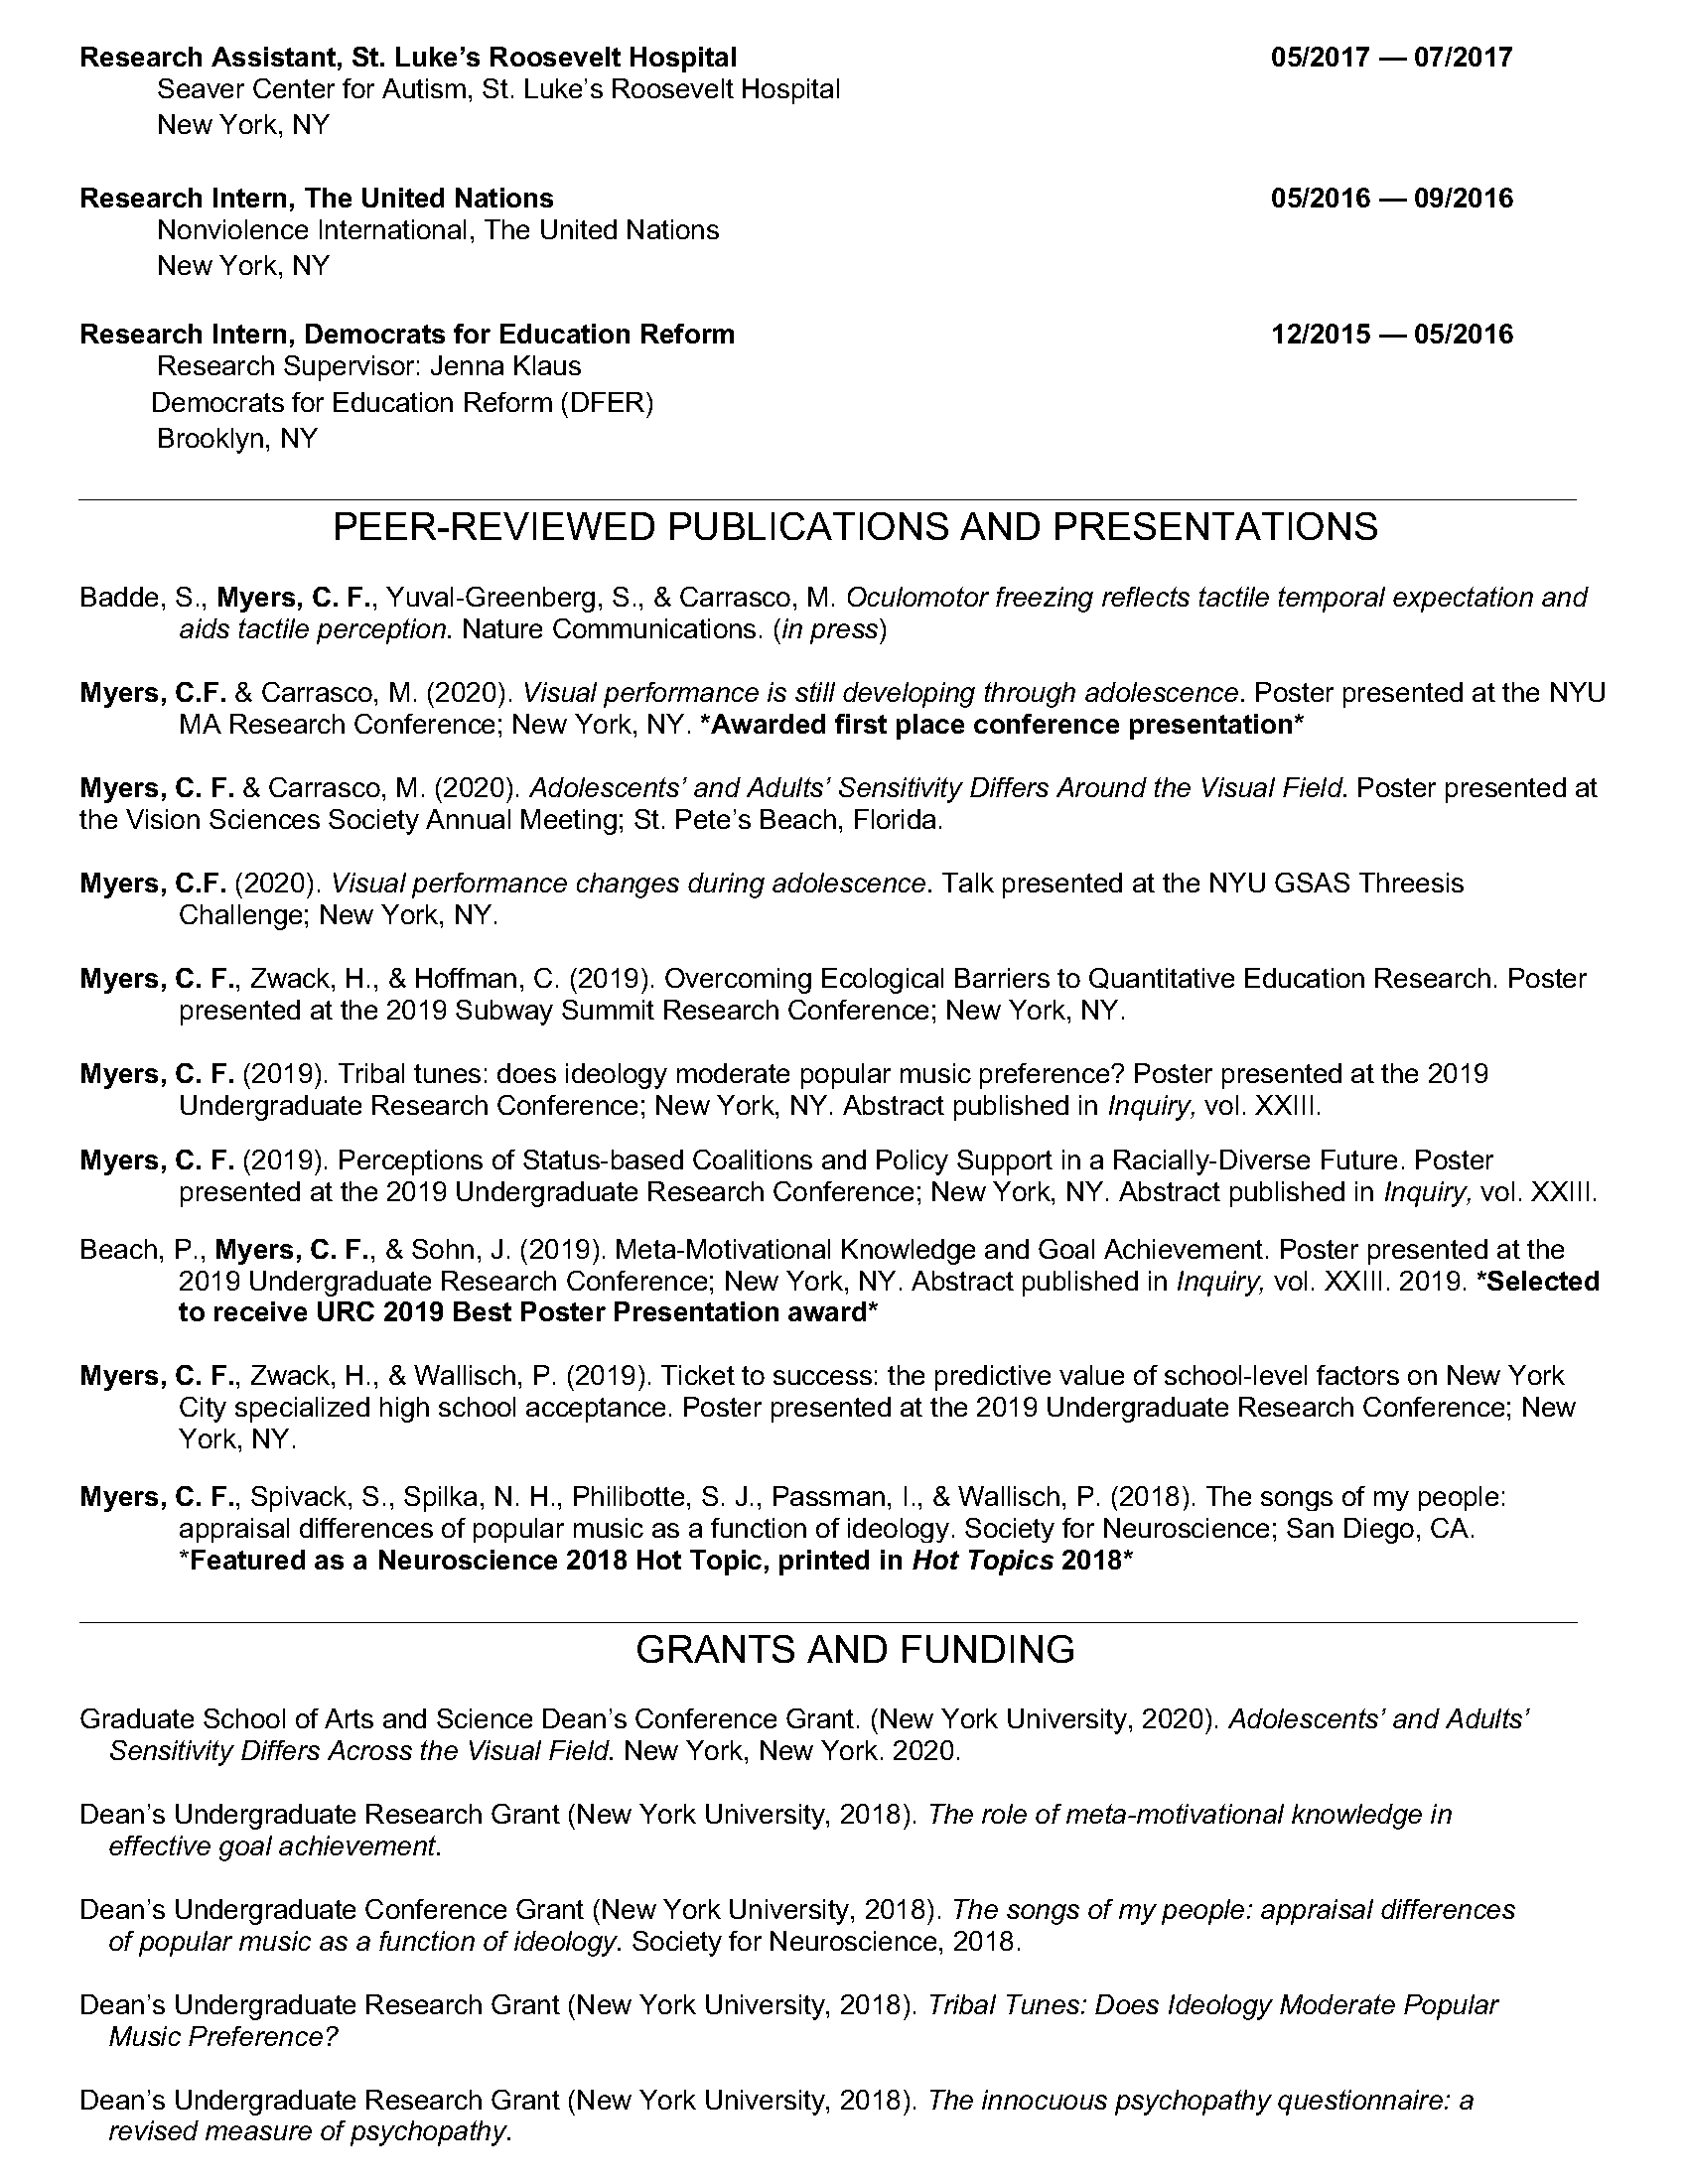 Research Assistant, St. Luke’s Roosevelt Hospital 05/2017 — 07/2017
Seaver Center for Autism, St. Luke’s Roosevelt Hospital
New York, NY
Research Intern, The United Nations 05/2016 — 09/2016
Nonviolence International, The United Nations
New York, NY
Research Intern, Democrats for Education Reform 12/2015 — 05/2016
Research Supervisor: Jenna Klaus
Democrats for Education Reform (DFER)
Brooklyn, NY
PEER-REVIEWED PUBLICATIONS AND PRESENTATIONS
Badde, S., Myers, C. F., Yuval-Greenberg, S., & Carrasco, M. Oculomotor freezing reflects tactile temporal expectation and
aids tactile perception. Nature Communications. (in press)
Myers, C.F. & Carrasco, M. (2020). Visual performance is still developing through adolescence. Poster presented at the NYU
MA Research Conference; New York, NY. *Awarded first place conference presentation*
Myers, C. F. & Carrasco, M. (2020). Adolescents’ and Adults’ Sensitivity Differs Around the Visual Field. Poster presented at
the Vision Sciences Society Annual Meeting; St. Pete’s Beach, Florida.
Myers, C.F. (2020). Visual performance changes during adolescence. Talk presented at the NYU GSAS Threesis
Challenge; New York, NY.
Myers, C. F., Zwack, H., & Hoffman, C. (2019). Overcoming Ecological Barriers to Quantitative Education Research. Poster
presented at the 2019 Subway Summit Research Conference; New York, NY.
Myers, C. F. (2019). Tribal tunes: does ideology moderate popular music preference? Poster presented at the 2019
Undergraduate Research Conference; New York, NY. Abstract published in Inquiry, vol. XXIII.
Myers, C. F. (2019). Perceptions of Status-based Coalitions and Policy Support in a Racially-Diverse Future. Poster
presented at the 2019 Undergraduate Research Conference; New York, NY. Abstract published in Inquiry, vol. XXIII.
Beach, P., Myers, C. F., & Sohn, J. (2019). Meta-Motivational Knowledge and Goal Achievement. Poster presented at the
2019 Undergraduate Research Conference; New York, NY. Abstract published in Inquiry, vol. XXIII. 2019. *Selected
to receive URC 2019 Best Poster Presentation award*
Myers, C. F., Zwack, H., & Wallisch, P. (2019). Ticket to success: the predictive value of school-level factors on New York
City specialized high school acceptance. Poster presented at the 2019 Undergraduate Research Conference; New
York, NY.
Myers, C. F., Spivack, S., Spilka, N. H., Philibotte, S. J., Passman, I., & Wallisch, P. (2018). The songs of my people:
appraisal differences of popular music as a function of ideology. Society for Neuroscience; San Diego, CA.
*Featured as a Neuroscience 2018 Hot Topic, printed in Hot Topics 2018*
GRANTS AND FUNDING
Graduate School of Arts and Science Dean’s Conference Grant. (New York University, 2020). Adolescents’ and Adults’
Sensitivity Differs Across the Visual Field. New York, New York. 2020.
Dean’s Undergraduate Research Grant (New York University, 2018). The role of meta-motivational knowledge in
effective goal achievement.
Dean’s Undergraduate Conference Grant (New York University, 2018). The songs of my people: appraisal differences
of popular music as a function of ideology. Society for Neuroscience, 2018.
Dean’s Undergraduate Research Grant (New York University, 2018). Tribal Tunes: Does Ideology Moderate Popular
Music Preference?
Dean’s Undergraduate Research Grant (New York University, 2018). The innocuous psychopathy questionnaire: a
revised measure of psychopathy.